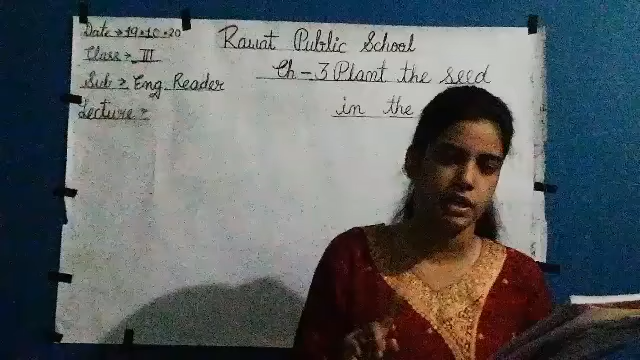 Date → 19.10.20
Class → III
Sub → Eng. Reader
Lecture →
Rawat Public School
Ch - 3 Plant the seed
in the